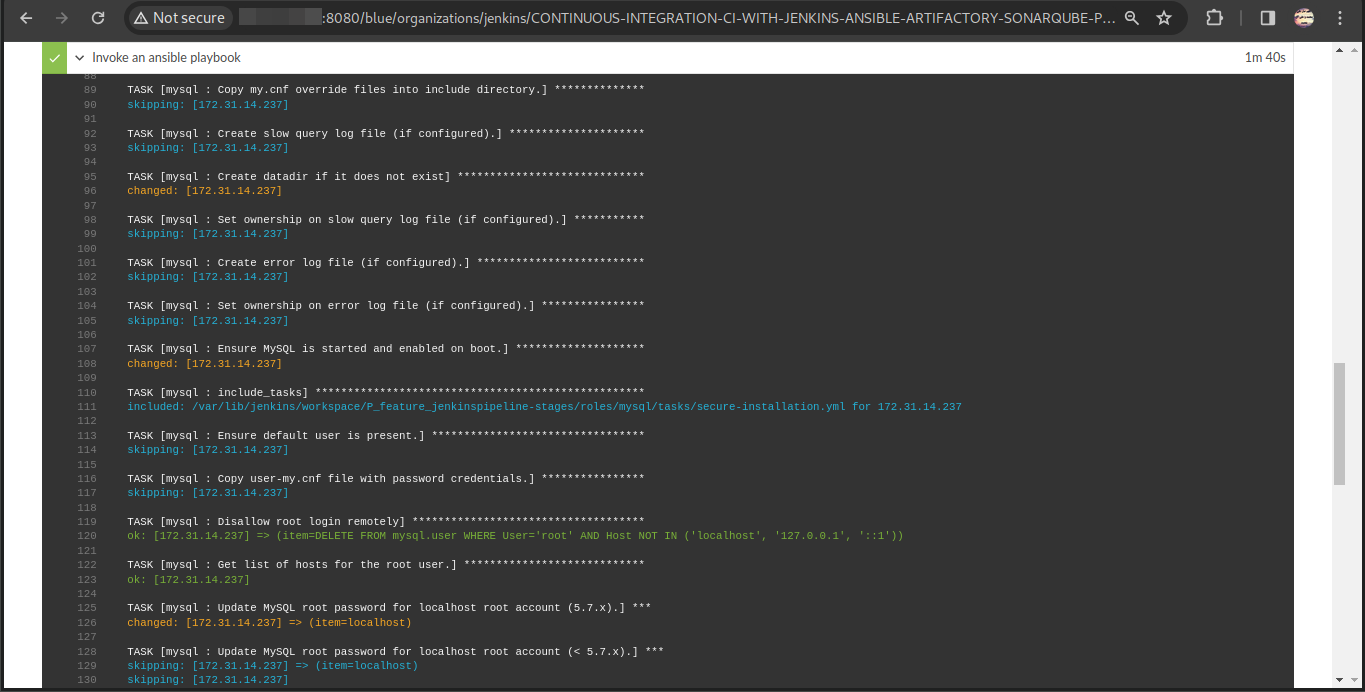 Not secure :8080/blue/organizations/jenkins/CONTINUOUS-INTEGRATION-CI-WITH-JENKINS-ANSIBLE-ARTIFACTORY-SONARQUBE-P...
Invoke an ansible playbook 1m 40s
88
89 TASK [mysql : Copy my.cnf override files into include directory.] **************
90 skipping: [172.31.14.237]
91
92 TASK [mysql : Create slow query log file (if configured).] *********************
93 skipping: [172.31.14.237]
94
95 TASK [mysql : Create datadir if it does not exist] *****************************
96 changed: [172.31.14.237]
97
98 TASK [mysql : Set ownership on slow query log file (if configured).] ***********
99 skipping: [172.31.14.237]
100
101 TASK [mysql : Create error log file (if configured).] **************************
102 skipping: [172.31.14.237]
103
104 TASK [mysql : Set ownership on error log file (if configured).] ****************
105 skipping: [172.31.14.237]
106
107 TASK [mysql : Ensure MySQL is started and enabled on boot.] ********************
108 changed: [172.31.14.237]
109
110 TASK [mysql : include_tasks] ***************************************************
111 included: /var/lib/jenkins/workspace/P_feature_jenkinspipeline-stages/roles/mysql/tasks/secure-installation.yml for 172.31.14.237
112
113 TASK [mysql : Ensure default user is present.] *********************************
114 skipping: [172.31.14.237]
115
116 TASK [mysql : Copy user-my.cnf file with password credentials.] ****************
117 skipping: [172.31.14.237]
118
119 TASK [mysql : Disallow root login remotely] ************************************
120 ok: [172.31.14.237] => (item=DELETE FROM mysql.user WHERE User='root' AND Host NOT IN ('localhost', '127.0.0.1', '::1'))
121
122 TASK [mysql : Get list of hosts for the root user.] ****************************
123 ok: [172.31.14.237]
124
125 TASK [mysql : Update MySQL root password for localhost root account (5.7.x).] ***
126 changed: [172.31.14.237] => (item=localhost)
127
128 TASK [mysql : Update MySQL root password for localhost root account (< 5.7.x).] ***
129 skipping: [172.31.14.237] => (item=localhost)
130 skipping: [172.31.14.237]